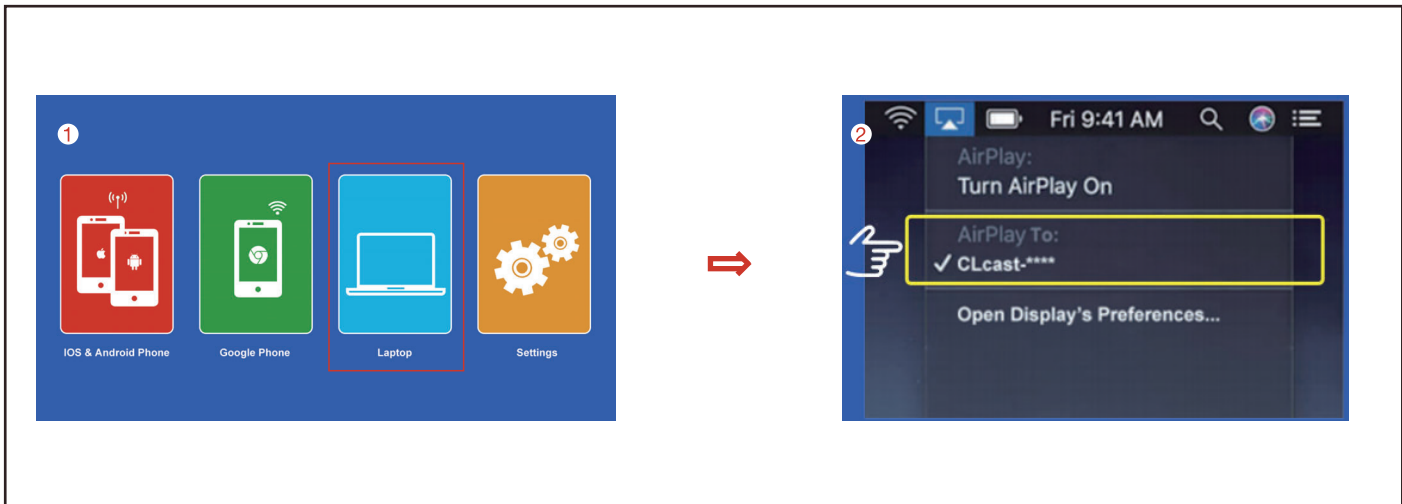 1
IOS & Android Phone
Google Phone
Laptop
Settings
2
Fri 9:41 AM
AirPlay:
Turn AirPlay On
AirPlay To:
✓ CLcast-****
Open Display's Preferences...